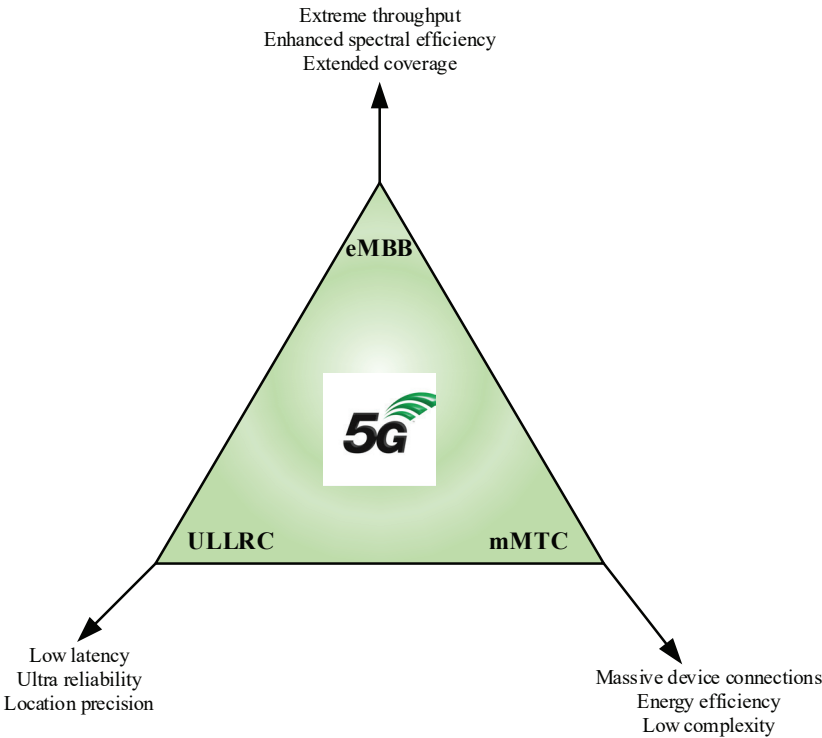 Extreme throughput
Enhanced spectral efficiency
Extended coverage
eMBB
5G
ULLRC
mMTC
Low latency
Ultra reliability
Location precision
Massive device connections
Energy efficiency
Low complexity